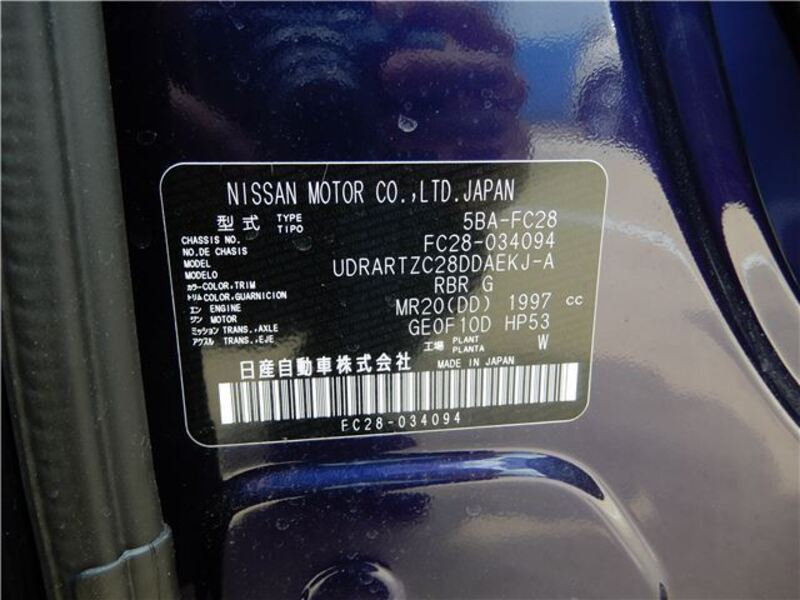 NISSAN MOTOR CO.,LTD.JAPAN
型式 TYPE TIPO 5BA-FC28
CHASSIS NO. NO.DE CHASIS FC28-034094
MODEL MODELO UDRARTZC28DDAEKJ-A
カラー COLOR,TRIM トリム COLOR,GUARNICION RBR G
エン ENGINE ジン MOTOR MR20(DD) 1997 cc
ミッション TRANS.,AXLE アクスル TRANS.,EJE GE0F10D HP53
工場 PLANT PLANTA W
日産自動車株式会社 MADE IN JAPAN
FC28-034094